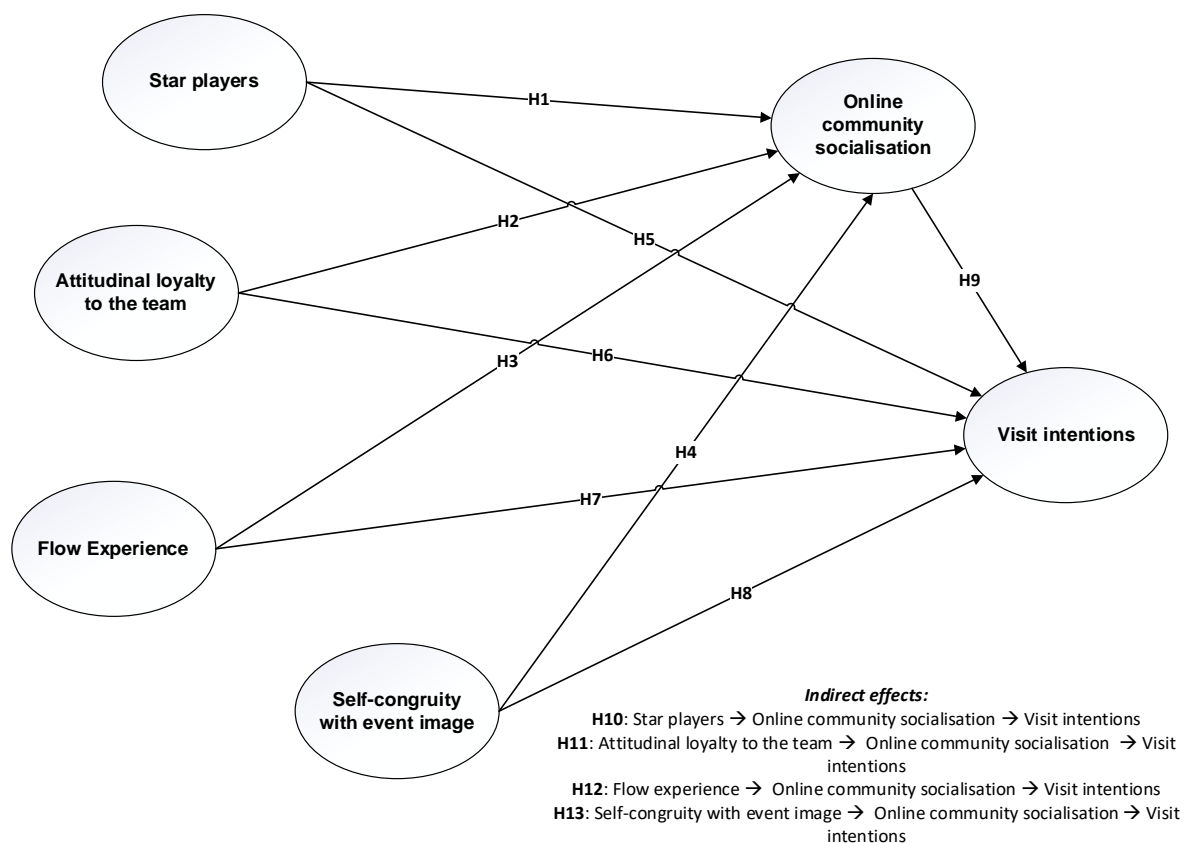 Star players
H1
Online
community
socialisation
H2
H5
Attitudinal loyalty
to the team
H9
H3
H6
Visit intentions
H4
H7
Flow Experience
H8
Self-congruity
with event image
Indirect effects:
H10: Star players → Online community socialisation → Visit intentions
H11: Attitudinal loyalty to the team → Online community socialisation → Visit
intentions
H12: Flow experience → Online community socialisation → Visit intentions
H13: Self-congruity with event image → Online community socialisation → Visit
intentions